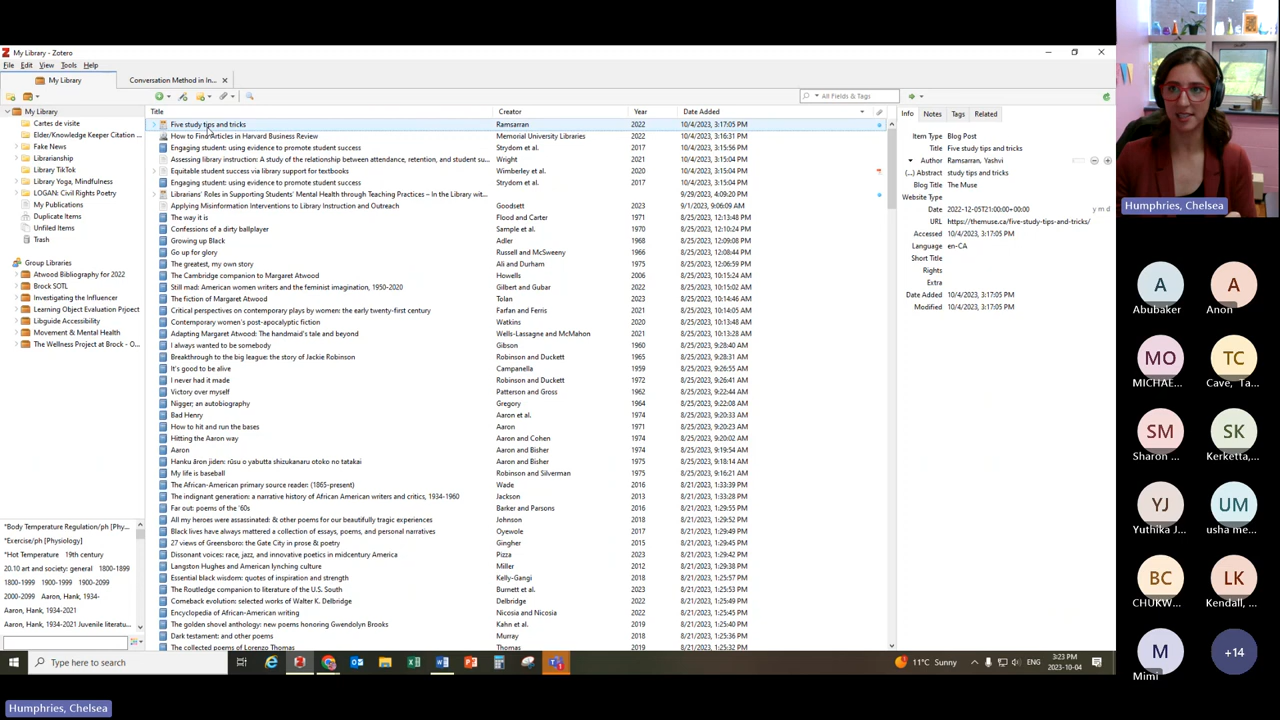 My Library - Zotero
File Edit View Tools Help
My Library
Conversation Method in In...
All Fields & Tags
My Library
Cartes de visite
Elder/Knowledge Keeper Citation ...
Fake News
Librarianship
Library TikTok
Library Yoga, Mindfulness
LOGAN: Civil Rights Poetry
My Publications
Duplicate Items
Unfiled Items
Trash
Group Libraries
Atwood Bibliography for 2022
Brock SOTL
Investigating the Influencer
Learning Object Evaluation Prjoect
Libguide Accessibility
Movement & Mental Health
The Wellness Project at Brock - O...
*Body Temperature Regulation/ph [Phy...
*Exercise/ph [Physiology]
*Hot Temperature 19th century
20.10 art and society: general 1800-1899
1800-1999 1900-1999 1900-2099
2000-2099 Aaron, Hank, 1934-
Aaron, Hank, 1934-2021
Aaron, Hank, 1934-2021 Juvenile literatu...
Title Creator Year Date Added
Five study tips and tricks Ramsarran 2022 10/4/2023, 3:17:05 PM
How to Find Articles in Harvard Business Review Memorial University Libraries 10/4/2023, 3:16:31 PM
Engaging student: using evidence to promote student success Strydom et al. 2017 10/4/2023, 3:15:56 PM
Assessing library instruction: A study of the relationship between attendance, retention, and student su... Wright 2021 10/4/2023, 3:15:04 PM
Equitable student success via library support for textbooks Wimberley et al. 2020 10/4/2023, 3:15:04 PM
Engaging student: using evidence to promote student success Strydom et al. 2017 10/4/2023, 3:15:04 PM
Librarians' Roles in Supporting Students' Mental Health through Teaching Practices – In the Library wit... 9/29/2023, 4:09:20 PM
Applying Misinformation Interventions to Library Instruction and Outreach Goodsett 2023 9/1/2023, 9:06:09 AM
The way it is Flood and Carter 1971 8/25/2023, 12:13:48 PM
Confessions of a dirty ballplayer Sample et al. 1970 8/25/2023, 12:10:24 PM
Growing up Black Adler 1968 8/25/2023, 12:09:08 PM
Go up for glory Russell and McSweeny 1966 8/25/2023, 12:08:44 PM
The greatest, my own story Ali and Durham 1975 8/25/2023, 12:06:59 PM
The Cambridge companion to Margaret Atwood Howells 2006 8/25/2023, 10:15:24 AM
Still mad: American women writers and the feminist imagination, 1950-2020 Gilbert and Gubar 2021 8/25/2023, 10:15:02 AM
The fiction of Margaret Atwood Tolan 2023 8/25/2023, 10:14:46 AM
Critical perspectives on contemporary plays by women: the early twenty-first century Farfan and Ferris 2021 8/25/2023, 10:14:05 AM
Contemporary women's post-apocalyptic fiction Watkins 2020 8/25/2023, 10:13:48 AM
Adapting Margaret Atwood: The handmaid's tale and beyond Wells-Lassagne and McMahon 2021 8/25/2023, 10:13:28 AM
I always wanted to be somebody Gibson 1960 8/25/2023, 9:28:40 AM
Breakthrough to the big league: the story of Jackie Robinson Robinson and Duckett 1965 8/25/2023, 9:28:31 AM
It's good to be alive Campanella 1959 8/25/2023, 9:26:55 AM
I never had it made Robinson and Duckett 1972 8/25/2023, 9:26:41 AM
Victory over myself Patterson and Gross 1962 8/25/2023, 9:22:44 AM
Nigger; an autobiography Gregory 1964 8/25/2023, 9:22:08 AM
Bad Henry Aaron et al. 1974 8/25/2023, 9:20:33 AM
How to hit and run the bases Aaron 1971 8/25/2023, 9:20:23 AM
Hitting the Aaron way Aaron and Cohen 1974 8/25/2023, 9:20:02 AM
Aaron Aaron and Bisher 1974 8/25/2023, 9:19:54 AM
Hanku āron jiden: rūsu o yabutta shizukanaru otoko no tatakai Aaron and Bisher 1975 8/25/2023, 9:18:14 AM
My life is baseball Robinson and Silverman 1975 8/25/2023, 9:16:21 AM
The African-American primary source reader: (1865-present) Wade 2016 8/21/2023, 1:33:39 PM
The indignant generation: a narrative history of African American writers and critics, 1934-1960 Jackson 2013 8/21/2023, 1:33:28 PM
Far out: poems of the '60s Barker and Parsons 2016 8/21/2023, 1:29:55 PM
All my heroes were assassinated: & other poems for our beautifully tragic experiences Johnson 2018 8/21/2023, 1:29:52 PM
Black lives have always mattered a collection of essays, poems, and personal narratives Oyewole 2017 8/21/2023, 1:29:49 PM
27 views of Greensboro: the Gate City in prose & poetry Gingher 2015 8/21/2023, 1:29:44 PM
Dissonant voices: race, jazz, and innovative poetics in midcentury America Pizza 2023 8/21/2023, 1:29:42 PM
Langston Hughes and American lynching culture Miller 2012 8/21/2023, 1:29:38 PM
Essential black wisdom: quotes of inspiration and strength Kelly-Gangi 2018 8/21/2023, 1:25:57 PM
The Routledge companion to literature of the U.S. South Burnett et al. 2023 8/21/2023, 1:25:53 PM
Comeback evolution: selected works of Walter K. Delbridge Delbridge 2022 8/21/2023, 1:25:45 PM
Encyclopedia of African-American writing Nicosia and Nicosia 2022 8/21/2023, 1:25:40 PM
The golden shovel anthology: new poems honoring Gwendolyn Brooks Kahn et al. 2019 8/21/2023, 1:25:38 PM
Dark testament: and other poems Murray 2018 8/21/2023, 1:25:36 PM
The collected poems of Lorenzo Thomas Thomas 2019 8/21/2023, 1:25:32 PM
Info Notes Tags Related
Item Type Blog Post
Title Five study tips and tricks
Author Ramsarran, Yashvi
(...) Abstract study tips and tricks
Blog Title The Muse
Website Type
Date 2022-12-05T21:00:00+00:00 y m d
URL https://themuse.ca/five-study-tips-and-tricks/
Accessed 10/4/2023, 3:17:05 PM
Language en-CA
Short Title
Rights
Extra
Date Added 10/4/2023, 3:17:05 PM
Modified 10/4/2023, 3:17:05 PM
Type here to search
11°C Sunny
ENG
3:23 PM
2023-10-04
Humphries, Chelsea
Humphries, Chelsea
A
Abubaker
A
Anon
MO
MICHAE...
TC
Cave, Ta...
SM
Sharon ...
SK
Kerketta,...
YJ
Yuthika J...
UM
usha me...
BC
CHUKW...
LK
Kendall, ...
M
Mimi
+14